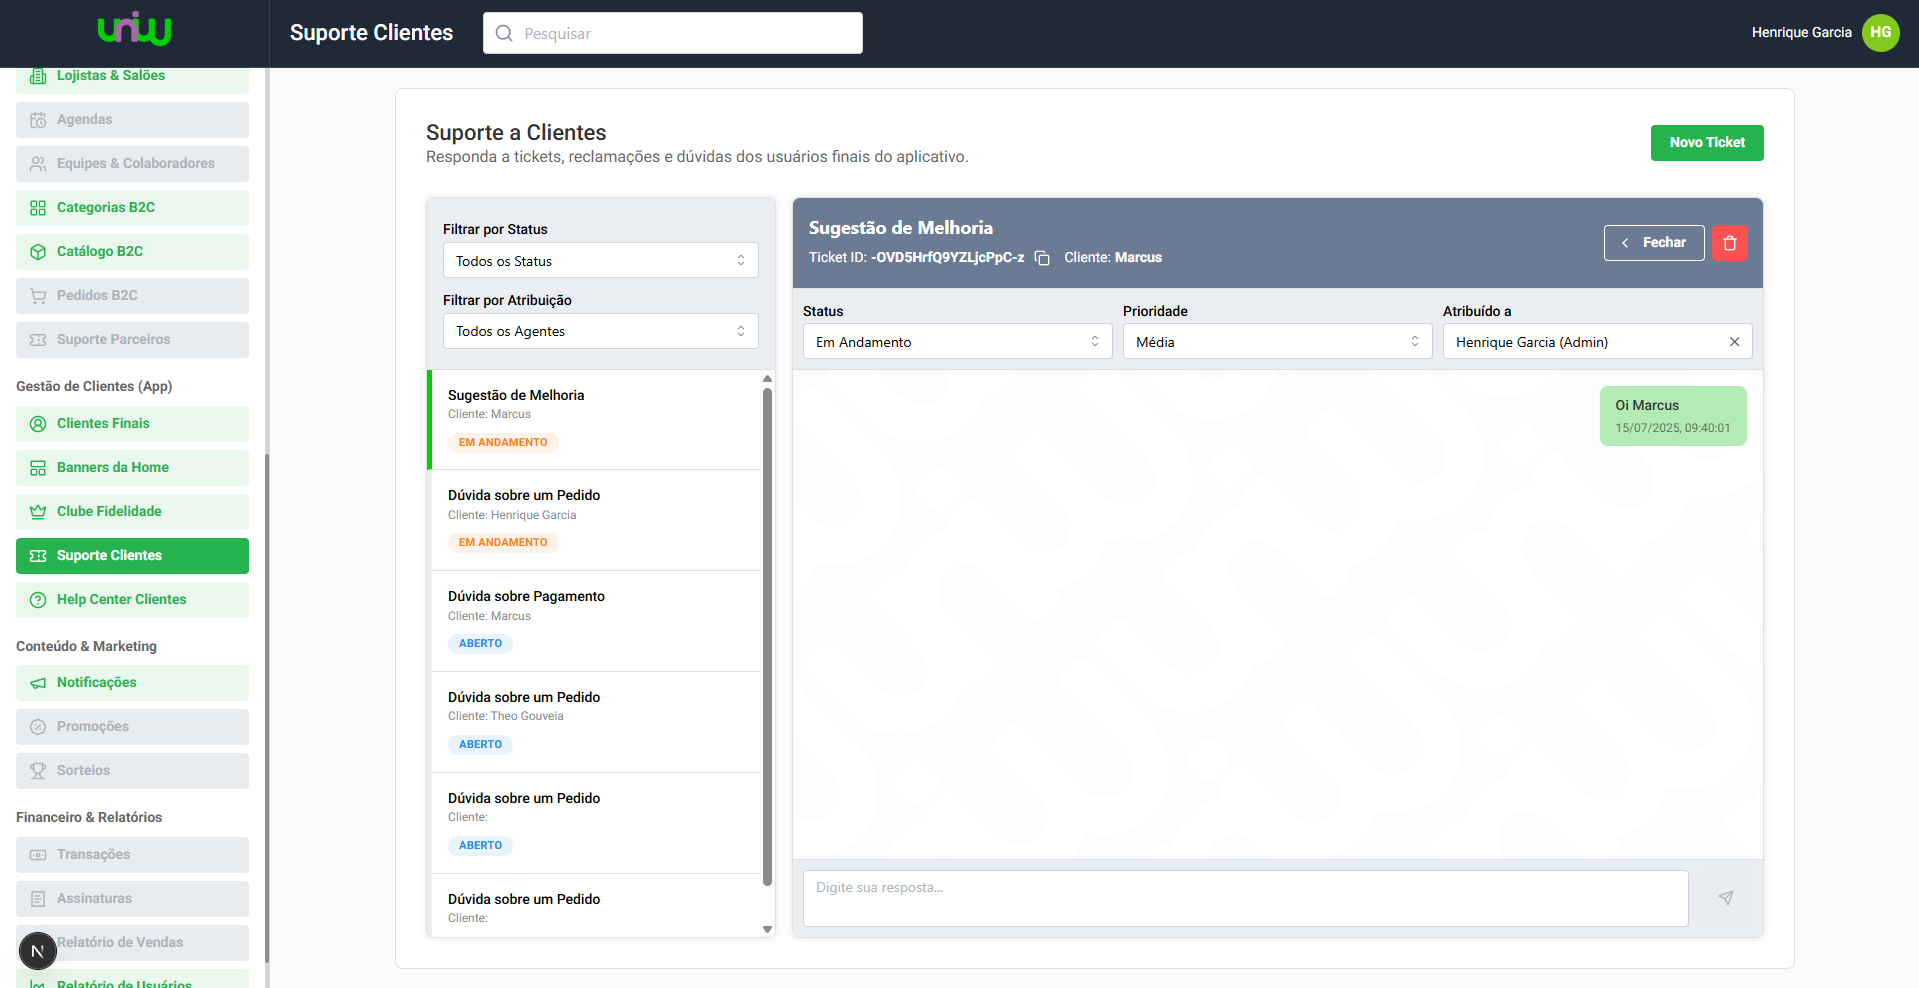 uniu
Suporte Clientes
Pesquisar
Henrique Garcia
HG
Lojistas & Salões
Agendas
Equipes & Colaboradores
Categorias B2C
Catálogo B2C
Pedidos B2C
Suporte Parceiros
Gestão de Clientes (App)
Clientes Finais
Banners da Home
Clube Fidelidade
Suporte Clientes
Help Center Clientes
Conteúdo & Marketing
Notificações
Promoções
Sorteios
Financeiro & Relatórios
Transações
Assinaturas
Relatório de Vendas
Relatório de Usuários
N
Suporte a Clientes
Responda a tickets, reclamações e dúvidas dos usuários finais do aplicativo.
Novo Ticket
Filtrar por Status
Todos os Status
Filtrar por Atribuição
Todos os Agentes
Sugestão de Melhoria
Cliente: Marcus
EM ANDAMENTO
Dúvida sobre um Pedido
Cliente: Henrique Garcia
EM ANDAMENTO
Dúvida sobre Pagamento
Cliente: Marcus
ABERTO
Dúvida sobre um Pedido
Cliente: Theo Gouveia
ABERTO
Dúvida sobre um Pedido
Cliente:
ABERTO
Dúvida sobre um Pedido
Cliente:
Sugestão de Melhoria
Ticket ID: -OVD5HrfQ9YZLjcPpC-z Cliente: Marcus
Fechar
Status
Em Andamento
Prioridade
Média
Atribuído a
Henrique Garcia (Admin)
Oi Marcus
15/07/2025, 09:40:01
Digite sua resposta...